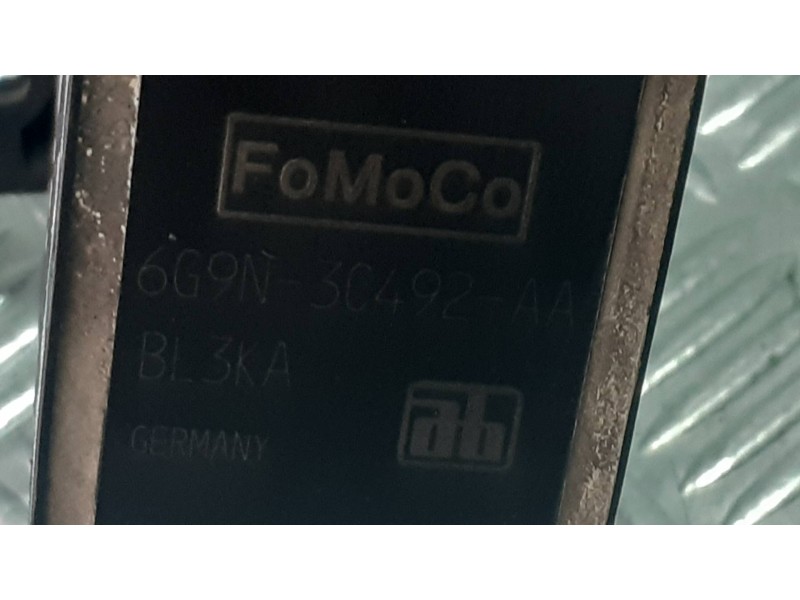 FoMoCo
6G9N-3C492-AA
BL3KA
GERMANY
ab